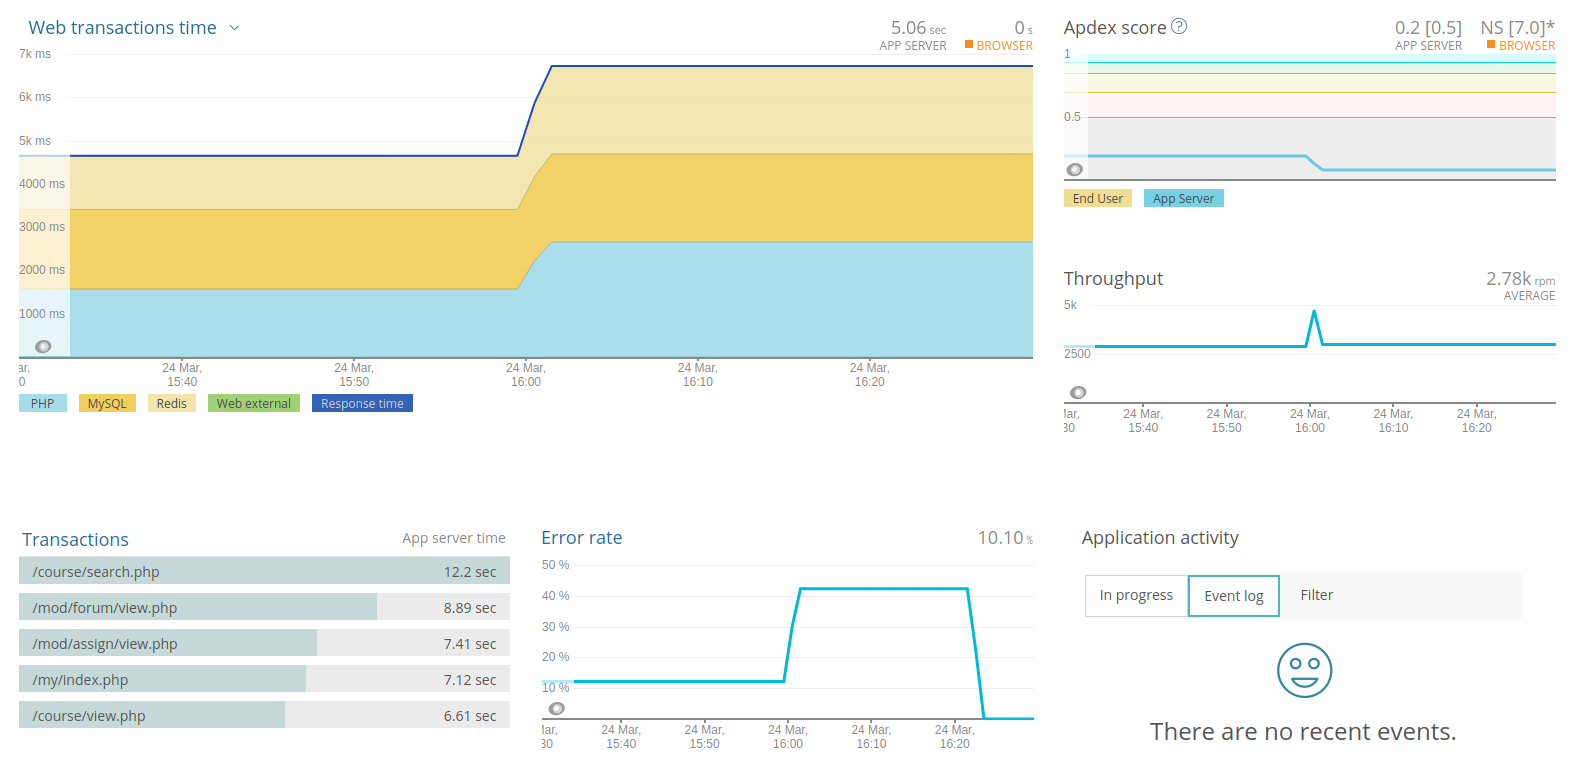 Web transactions time
5.06 sec
APP SERVER
0 s
BROWSER
7k ms
6k ms
5k ms
4000 ms
3000 ms
2000 ms
1000 ms
ar,
0
24 Mar,
15:40
24 Mar,
15:50
24 Mar,
16:00
24 Mar,
16:10
24 Mar,
16:20
PHP
MySQL
Redis
Web external
Response time
Apdex score ?
0.2 [0.5]
APP SERVER
NS [7.0]*
BROWSER
1
0.5
End User
App Server
Throughput
2.78k rpm
AVERAGE
5k
2500
Mar,
30
24 Mar,
15:40
24 Mar,
15:50
24 Mar,
16:00
24 Mar,
16:10
24 Mar,
16:20
Transactions
App server time
/course/search.php 12.2 sec
/mod/forum/view.php 8.89 sec
/mod/assign/view.php 7.41 sec
/my/index.php 7.12 sec
/course/view.php 6.61 sec
Error rate
10.10 %
50 %
40 %
30 %
20 %
10 %
Mar,
30
24 Mar,
15:40
24 Mar,
15:50
24 Mar,
16:00
24 Mar,
16:10
24 Mar,
16:20
Application activity
In progress
Event log
Filter
There are no recent events.